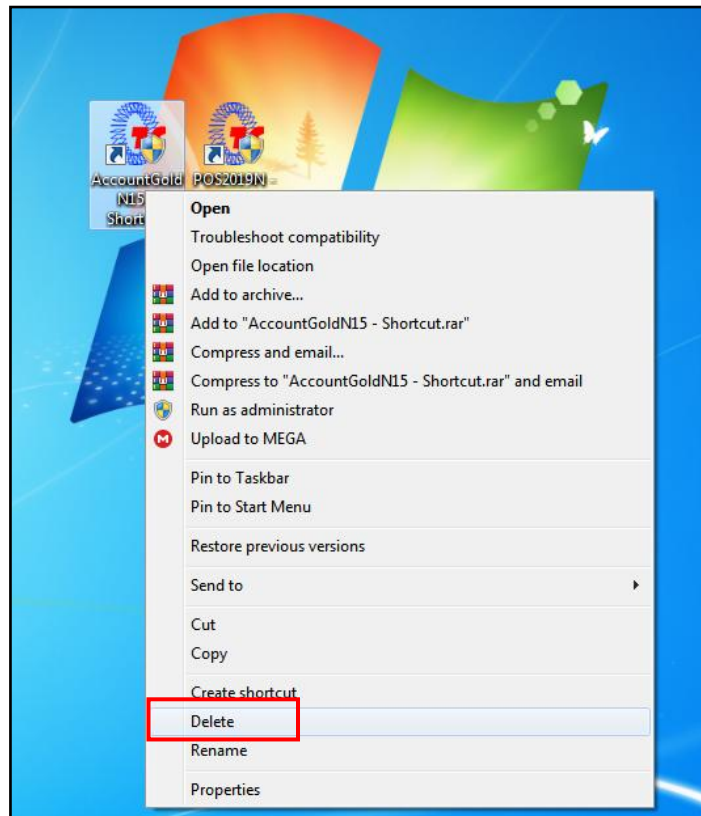 AccountGold POS2019N -
N15
Short
Open
Troubleshoot compatibility
Open file location
Add to archive...
Add to "AccountGoldN15 - Shortcut.rar"
Compress and email...
Compress to "AccountGoldN15 - Shortcut.rar" and email
Run as administrator
Upload to MEGA
Pin to Taskbar
Pin to Start Menu
Restore previous versions
Send to
Cut
Copy
Create shortcut
Delete
Rename
Properties